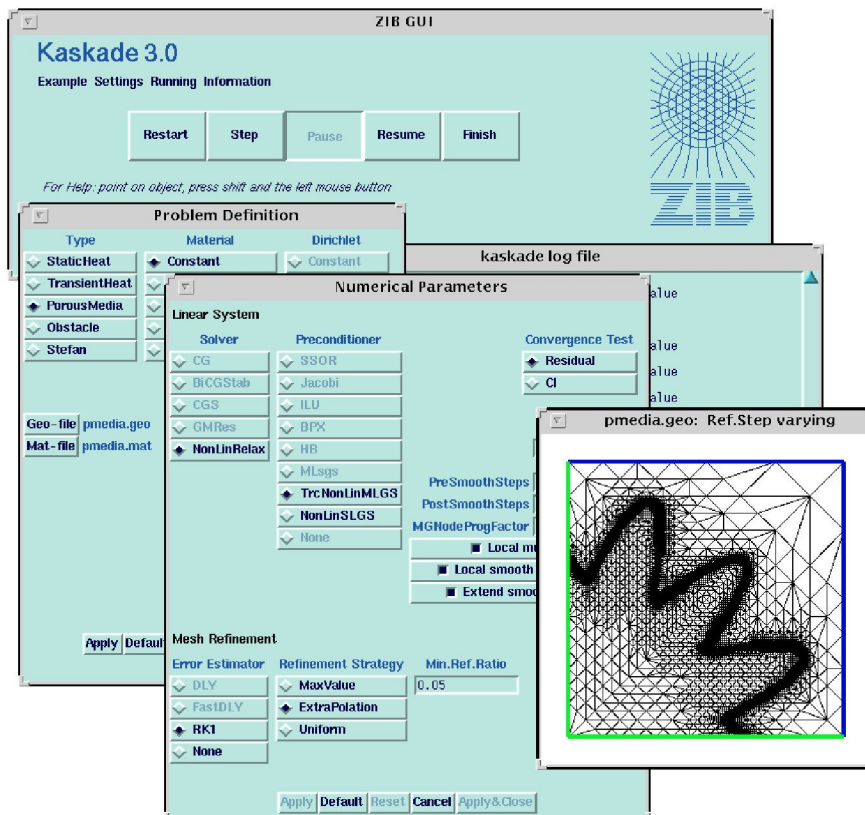 ZIB GUI
Kaskade 3.0
Example Settings Running Information
Restart Step Pause Resume Finish
For Help: point on object, press shift and the left mouse button
ZIB
Problem Definition
Type Material Dirichlet
StaticHeat Constant Constant
TransientHeat
PorousMedia
Obstacle
Stefan
Geo-file pmedia.geo
Mat-file pmedia.mat
Apply Defaul
kaskade log file
alue
alue
alue
alue
Numerical Parameters
Linear System
Solver Preconditioner Convergence Test
CG SSOR Residual
BiCGStab Jacobi CI
CGS ILU
GMRes BPX
NonLinRelax HB
MLsgs
TrcNonLinMLGS
NonLinSLGS
None
PreSmoothSteps
PostSmoothSteps
MGNodeProgFactor
Local mu
Local smooth
Extend smoo
Mesh Refinement
Error Estimator Refinement Strategy Min.Ref.Ratio
DLY MaxValue 0.05
FastDLY ExtraPolation
RK1 Uniform
None
Apply Default Reset Cancel Apply&Close
pmedia.geo: Ref.Step varying